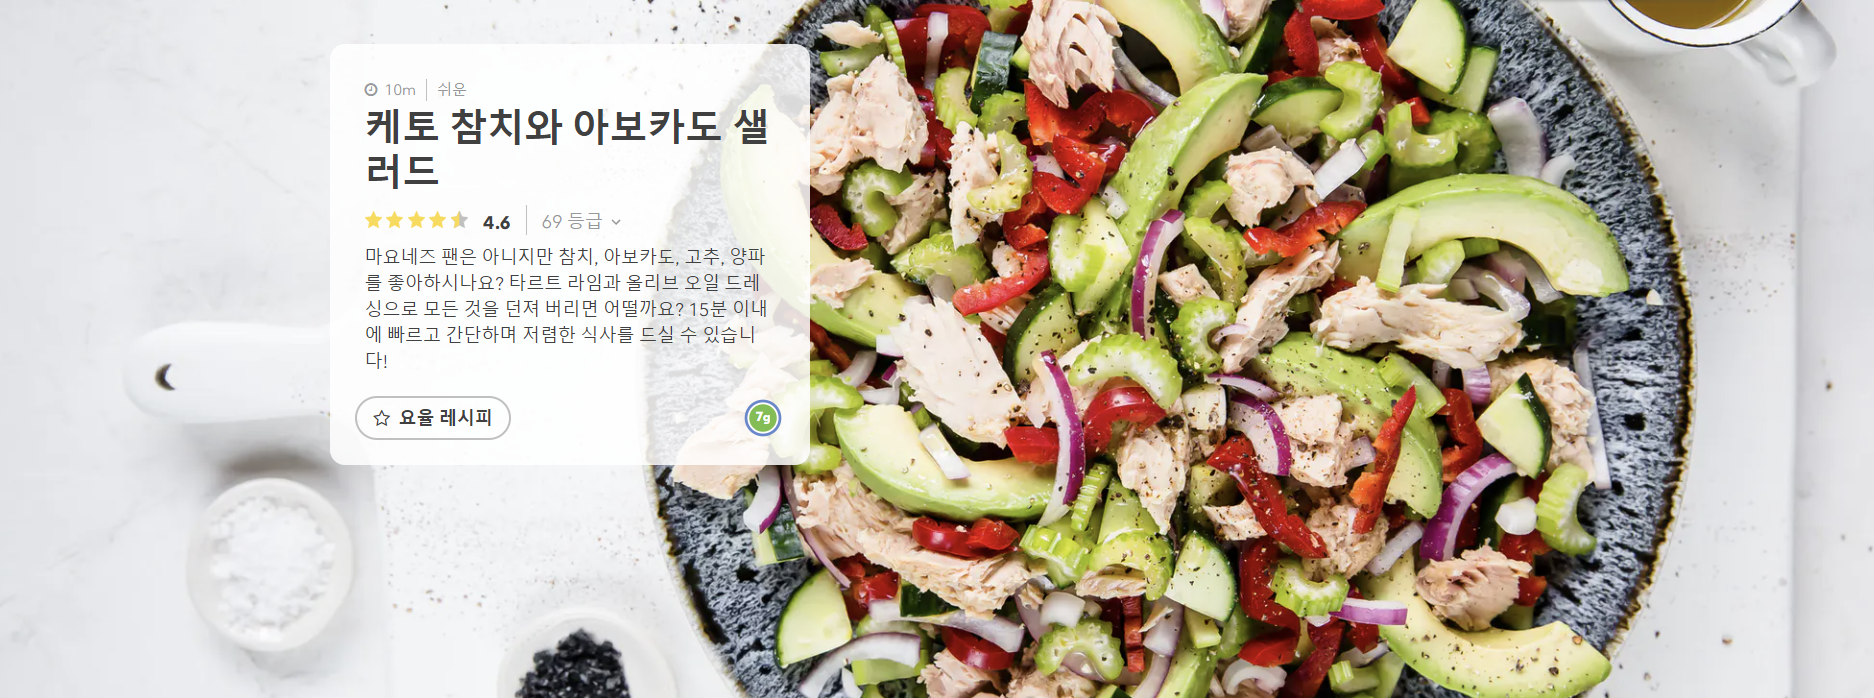 10m 쉬운
케토 참치와 아보카도 샐
러드
4.6 69 등급
마요네즈 팬은 아니지만 참치, 아보카도, 고추, 양파
를 좋아하시나요? 타르트 라임과 올리브 오일 드레
싱으로 모든 것을 던져 버리면 어떨까요? 15분 이내
에 빠르고 간단하며 저렴한 식사를 드실 수 있습니
다!
요율 레시피 7g